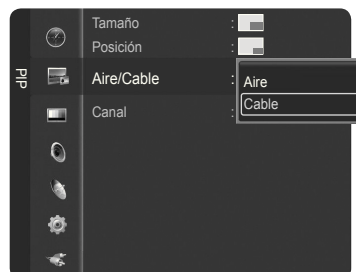 PIP
Tamaño :
Posición :
Aire/Cable : Aire
Cable
Canal :